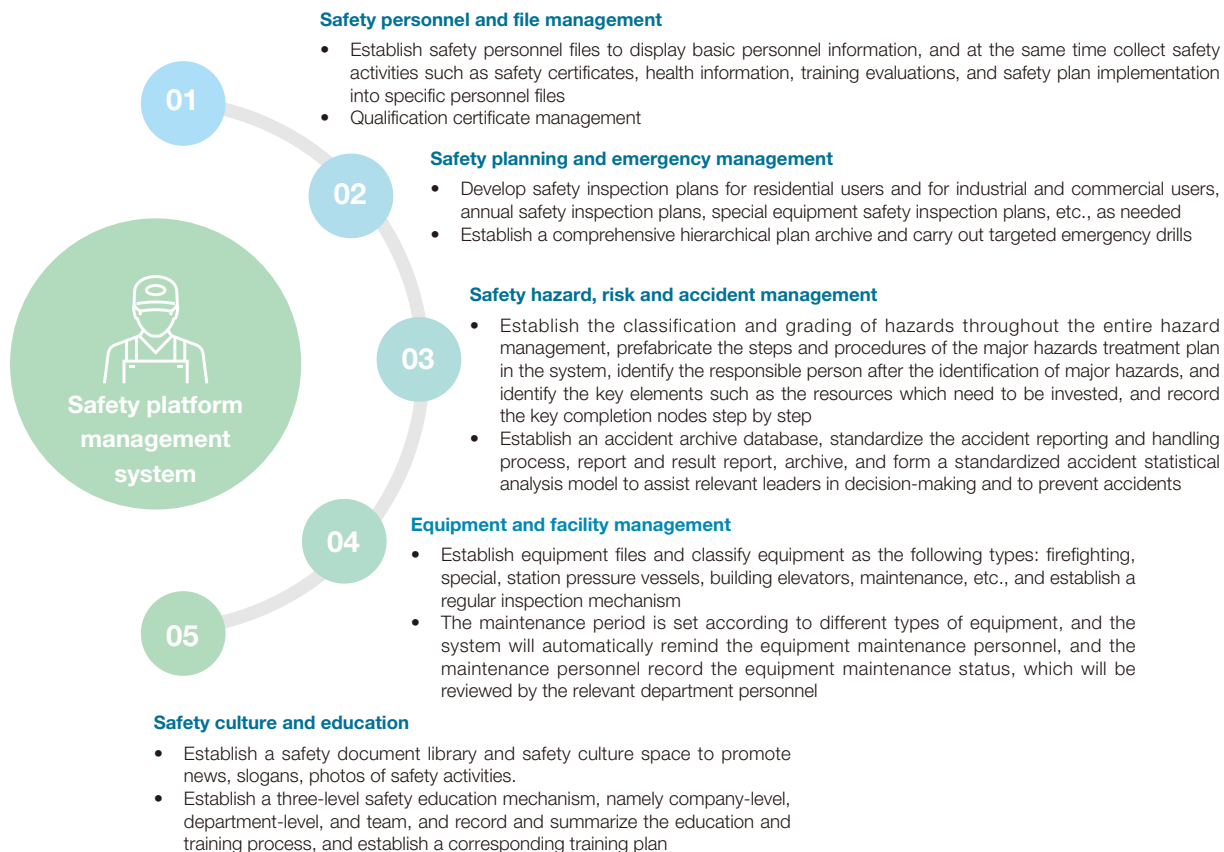 Safety personnel and file management
• Establish safety personnel files to display basic personnel information, and at the same time collect safety
activities such as safety certificates, health information, training evaluations, and safety plan implementation
into specific personnel files
• Qualification certificate management
01
Safety planning and emergency management
• Develop safety inspection plans for residential users and for industrial and commercial users,
annual safety inspection plans, special equipment safety inspection plans, etc., as needed
• Establish a comprehensive hierarchical plan archive and carry out targeted emergency drills
02
Safety hazard, risk and accident management
• Establish the classification and grading of hazards throughout the entire hazard
management, prefabricate the steps and procedures of the major hazards treatment plan
in the system, identify the responsible person after the identification of major hazards, and
identify the key elements such as the resources which need to be invested, and record
the key completion nodes step by step
• Establish an accident archive database, standardize the accident reporting and handling
process, report and result report, archive, and form a standardized accident statistical
analysis model to assist relevant leaders in decision-making and to prevent accidents
03
Safety platform
management
system
Equipment and facility management
• Establish equipment files and classify equipment as the following types: firefighting,
special, station pressure vessels, building elevators, maintenance, etc., and establish a
regular inspection mechanism
• The maintenance period is set according to different types of equipment, and the
system will automatically remind the equipment maintenance personnel, and the
maintenance personnel record the equipment maintenance status, which will be
reviewed by the relevant department personnel
04
05
Safety culture and education
• Establish a safety document library and safety culture space to promote
news, slogans, photos of safety activities.
• Establish a three-level safety education mechanism, namely company-level,
department-level, and team, and record and summarize the education and
training process, and establish a corresponding training plan